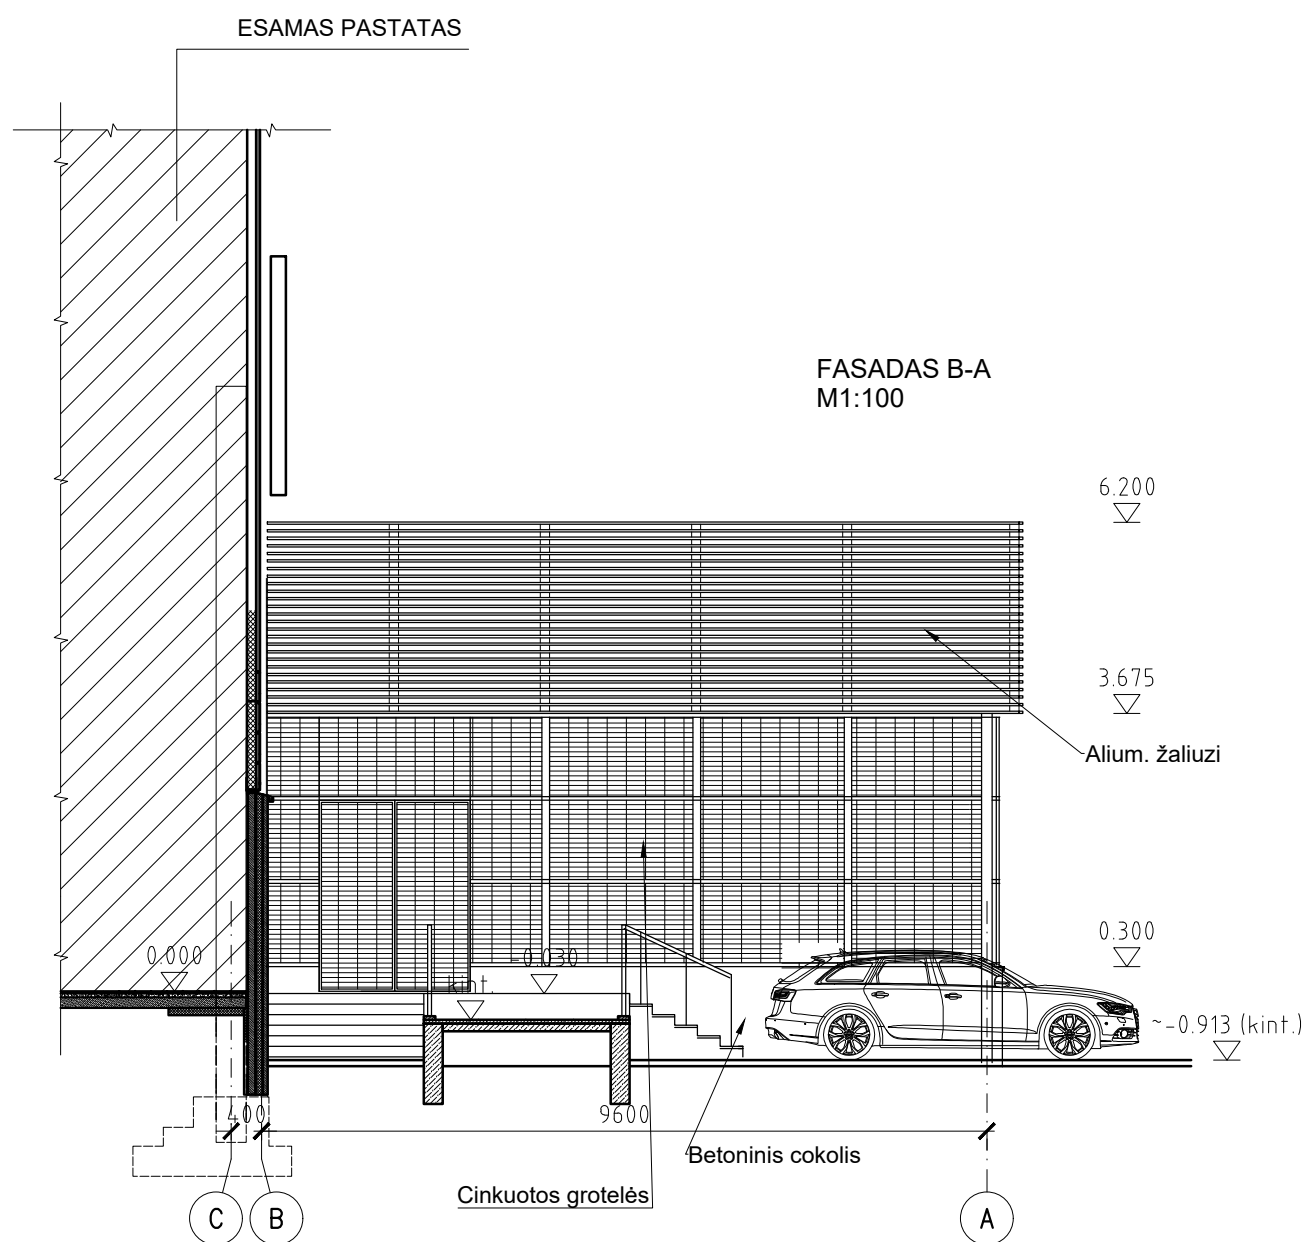 ESAMAS PASTATAS
FASADAS B-A
M1:100
6.200
3.675
Alium. žaliuzi
0.300
0.000
-0.030
kint.
~-0.913 (kint.)
400
9600
Betoninis cokolis
Cinkuotos grotelės
C
B
A